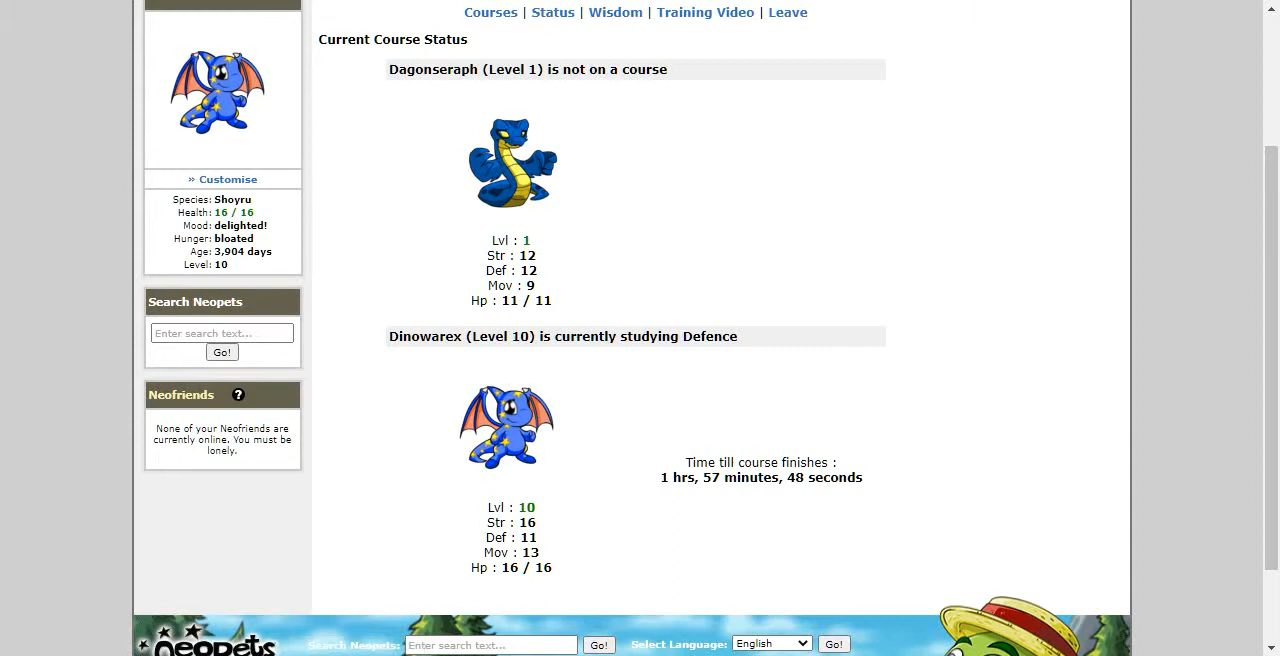 Courses | Status | Wisdom | Training Video | Leave
Current Course Status
Dagonseraph (Level 1) is not on a course
Lvl : 1
Str : 12
Def : 12
Mov : 9
Hp : 11 / 11
Dinowarex (Level 10) is currently studying Defence
Time till course finishes :
1 hrs, 57 minutes, 48 seconds
Lvl : 10
Str : 16
Def : 11
Mov : 13
Hp : 16 / 16
» Customise
Species: Shoyru
Health: 16 / 16
Mood: delighted!
Hunger: bloated
Age: 3,904 days
Level: 10
Search Neopets
Enter search text...
Go!
Neofriends ?
None of your Neofriends are
currently online. You must be
lonely.
Neopets
Search Neopets: Enter search text... Go! Select Language: English Go!